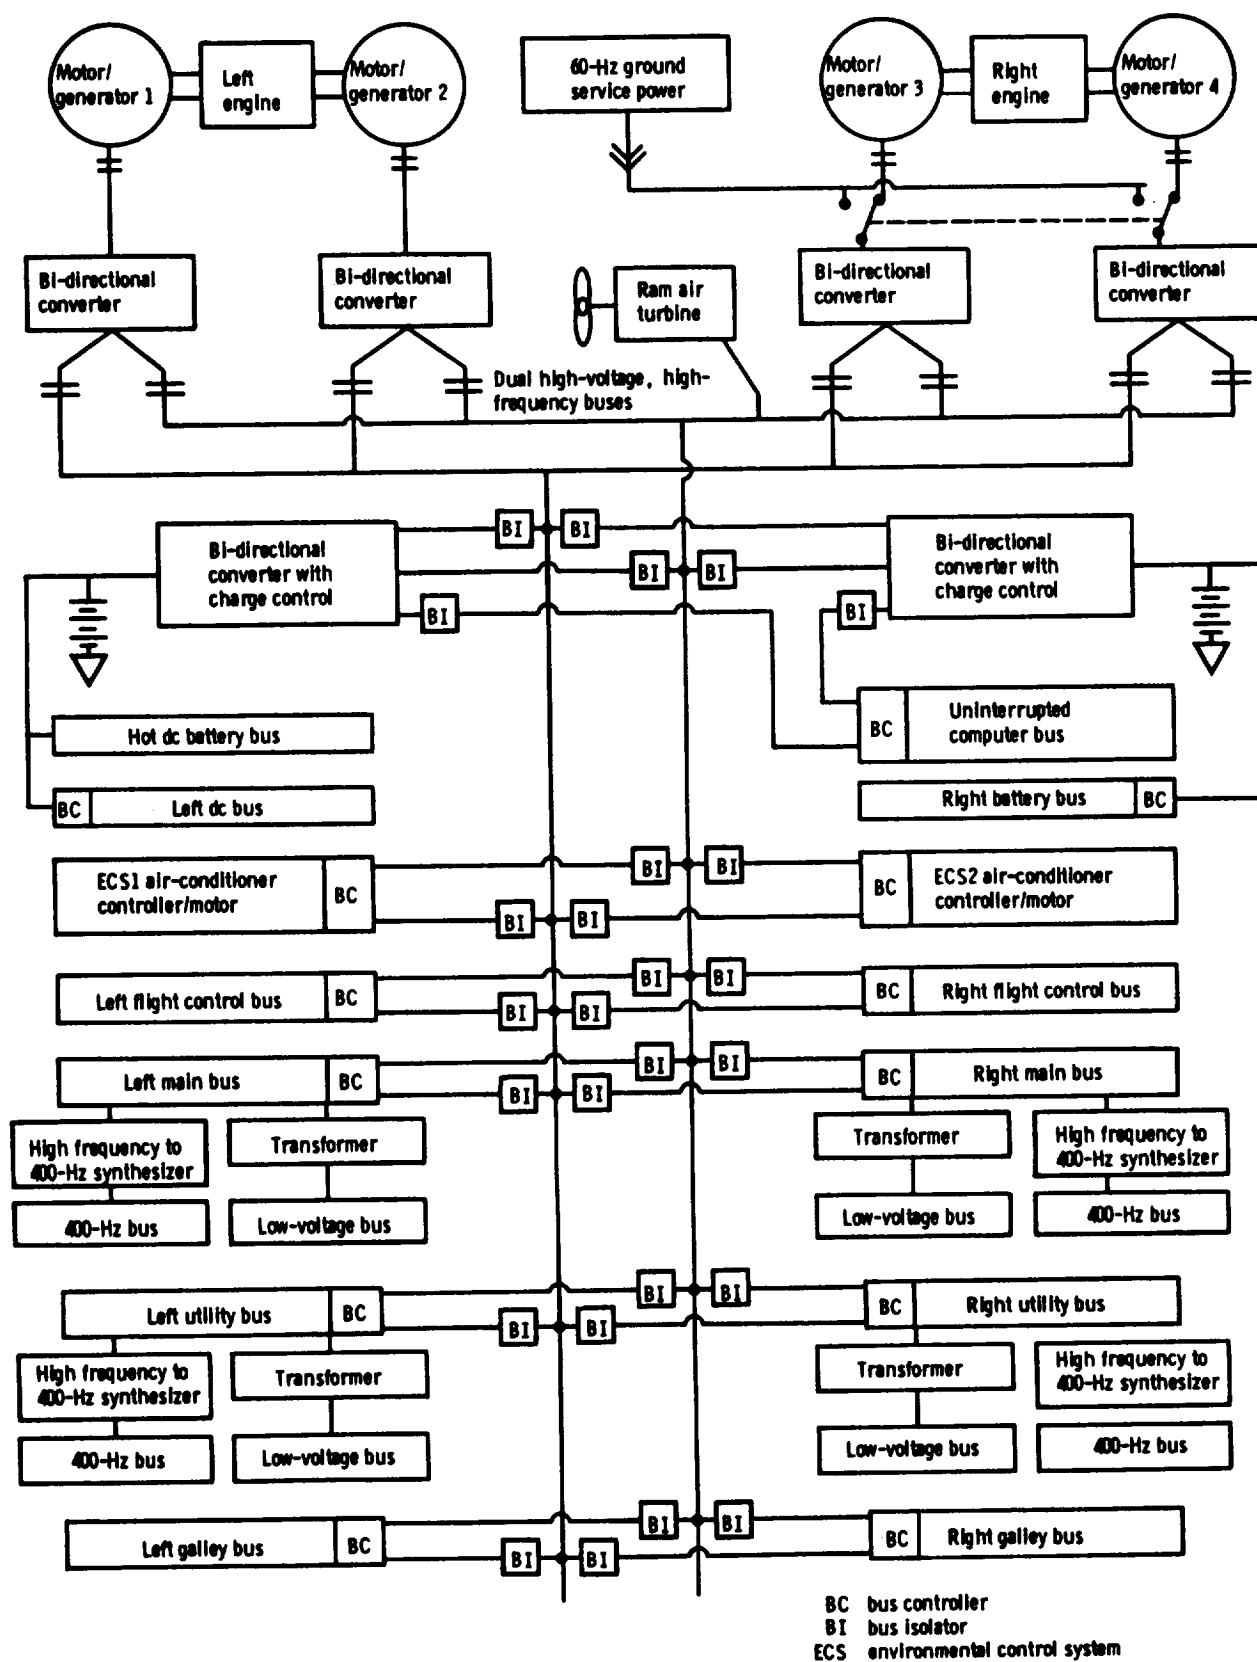 Motor/
generator 1
Left
engine
Motor/
generator 2
60-Hz ground
service power
Motor/
generator 3
Right
engine
Motor/
generator 4
Bi-directional
converter
Bi-directional
converter
Ram air
turbine
Bi-directional
converter
Bi-directional
converter
Dual high-voltage, high-
frequency buses
Bi-directional
converter with
charge control
BI
BI
BI
BI
BI
Bi-directional
converter with
charge control
BI
Hot dc battery bus
BC
Uninterrupted
computer bus
BC
Left dc bus
Right battery bus
BC
ECS1 air-conditioner
controller/motor
BC
BI
BI
BI
BI
BC
ECS2 air-conditioner
controller/motor
Left flight control bus
BC
BI
BI
BI
BI
BC
Right flight control bus
Left main bus
BC
BI
BI
BI
BI
BC
Right main bus
High frequency to
400-Hz synthesizer
Transformer
Transformer
High frequency to
400-Hz synthesizer
400-Hz bus
Low-voltage bus
Low-voltage bus
400-Hz bus
Left utility bus
BC
BI
BI
BI
BI
BC
Right utility bus
High frequency to
400-Hz synthesizer
Transformer
Transformer
High frequency to
400-Hz synthesizer
400-Hz bus
Low-voltage bus
Low-voltage bus
400-Hz bus
Left galley bus
BC
BI
BI
BI
BI
BC
Right galley bus
BC bus controller
BI bus isolator
ECS environmental control system